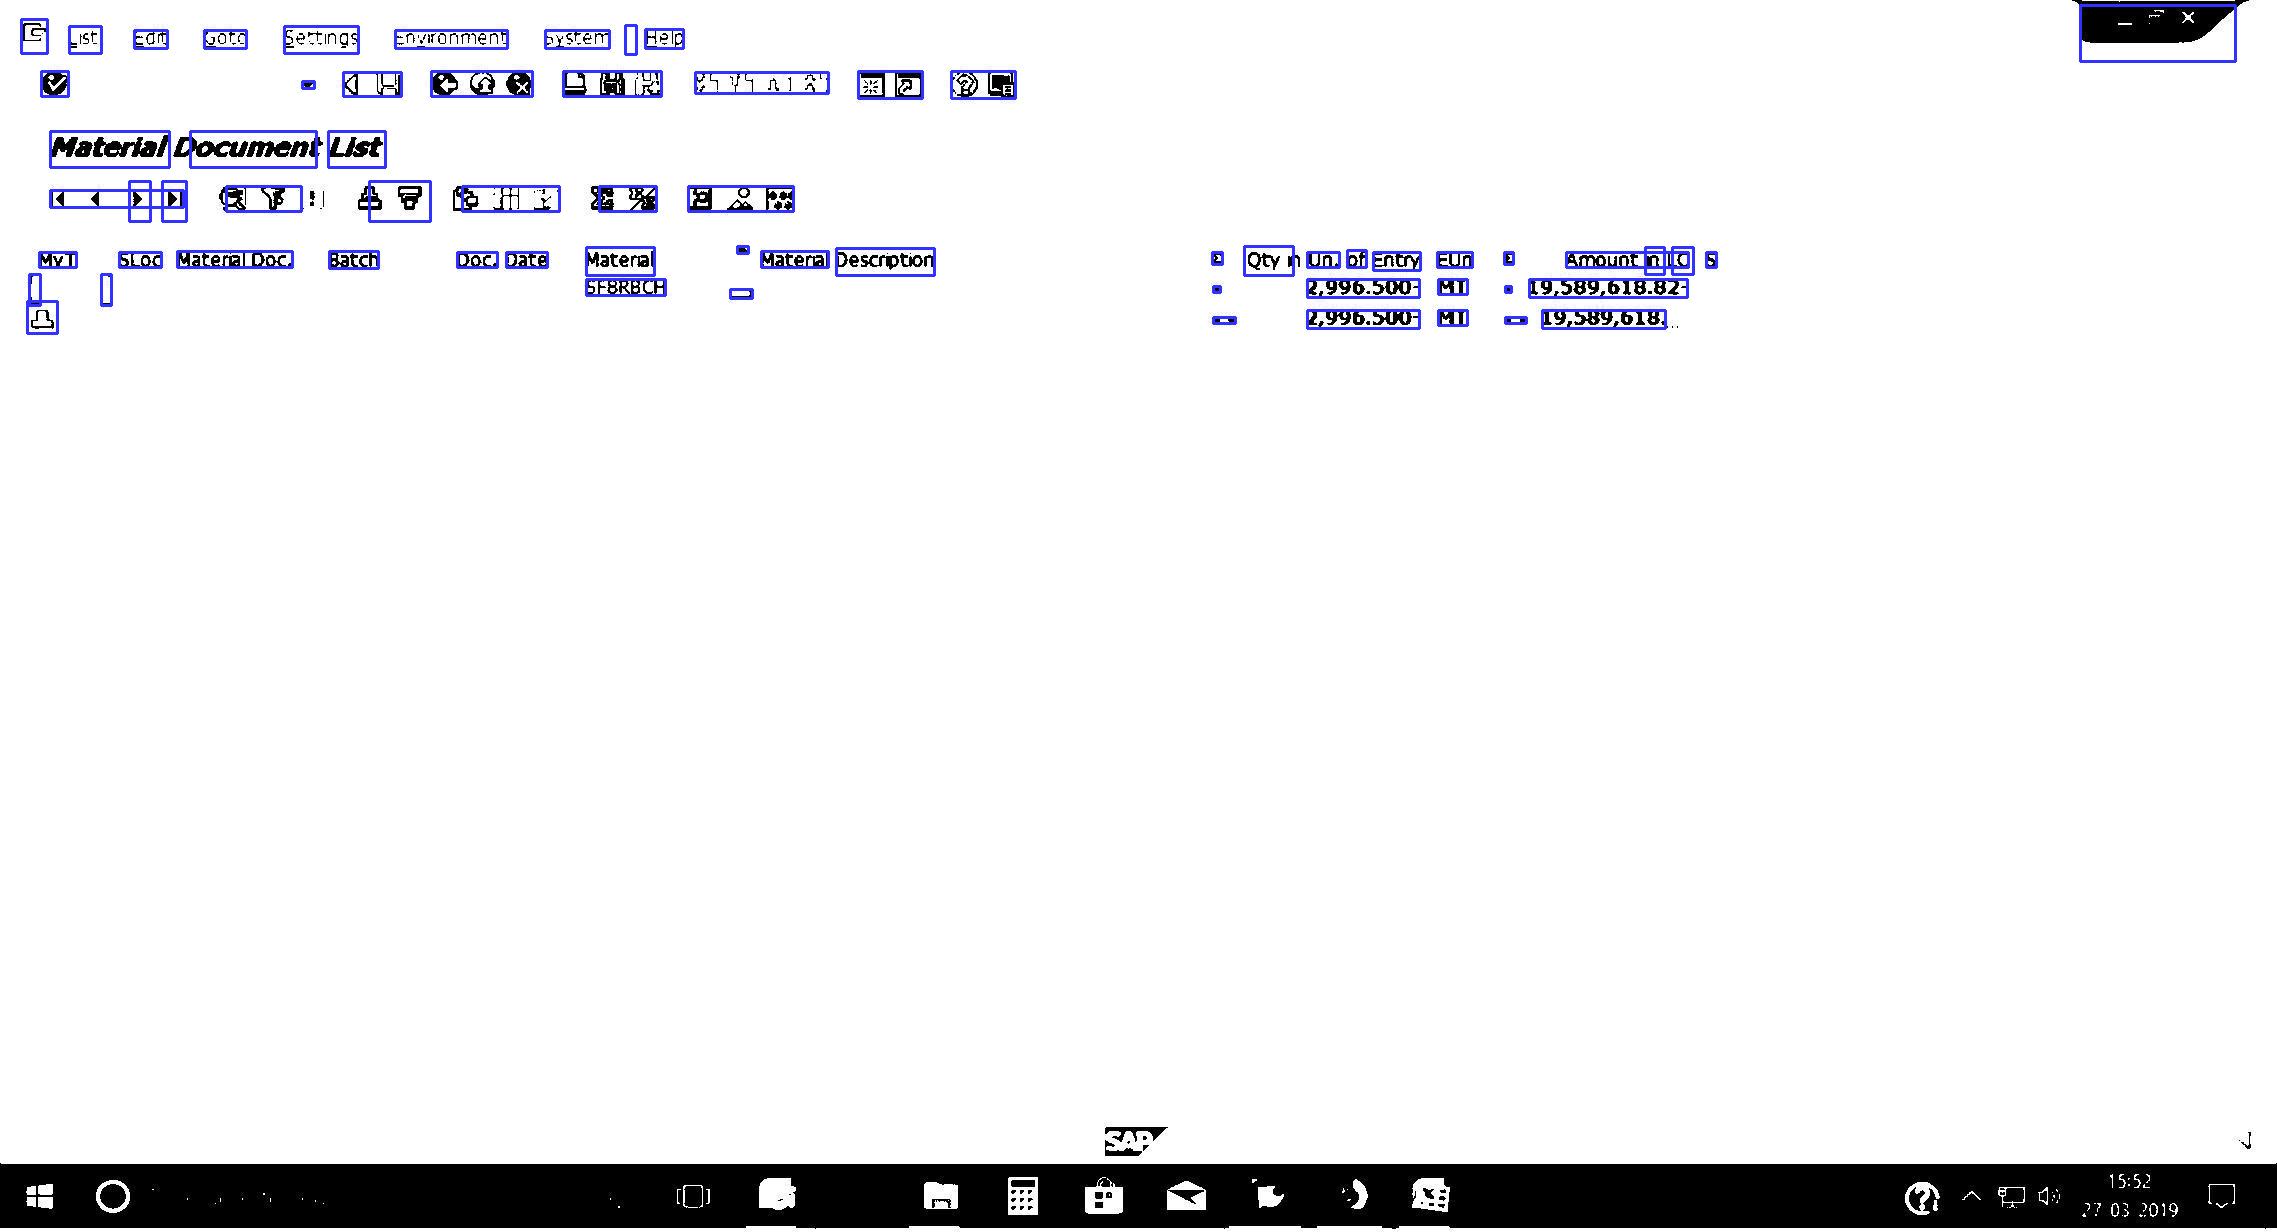 List Edit Goto Settings Environment System Help
Material Document List
MvT SLoc Material Doc. Batch Doc. Date Material Material Description Σ Qty in Un. of Entry EUn Σ Amount in LC S
SF8RBCH 2,996.500- MT 19,589,618.82-
2,996.500- MT 19,589,618...
SAP
15:52
27-03-2019